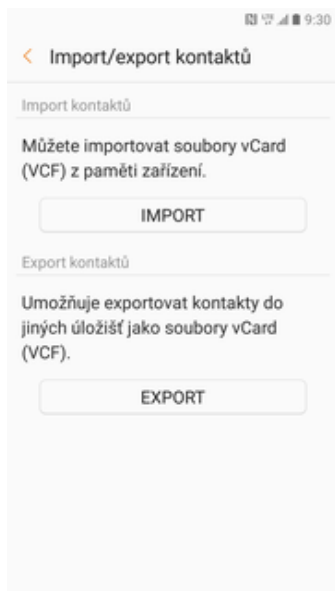 9:30
Import/export kontaktů
Import kontaktů
Můžete importovat soubory vCard
(VCF) z paměti zařízení.
IMPORT
Export kontaktů
Umožňuje exportovat kontakty do
jiných úložišť jako soubory vCard
(VCF).
EXPORT